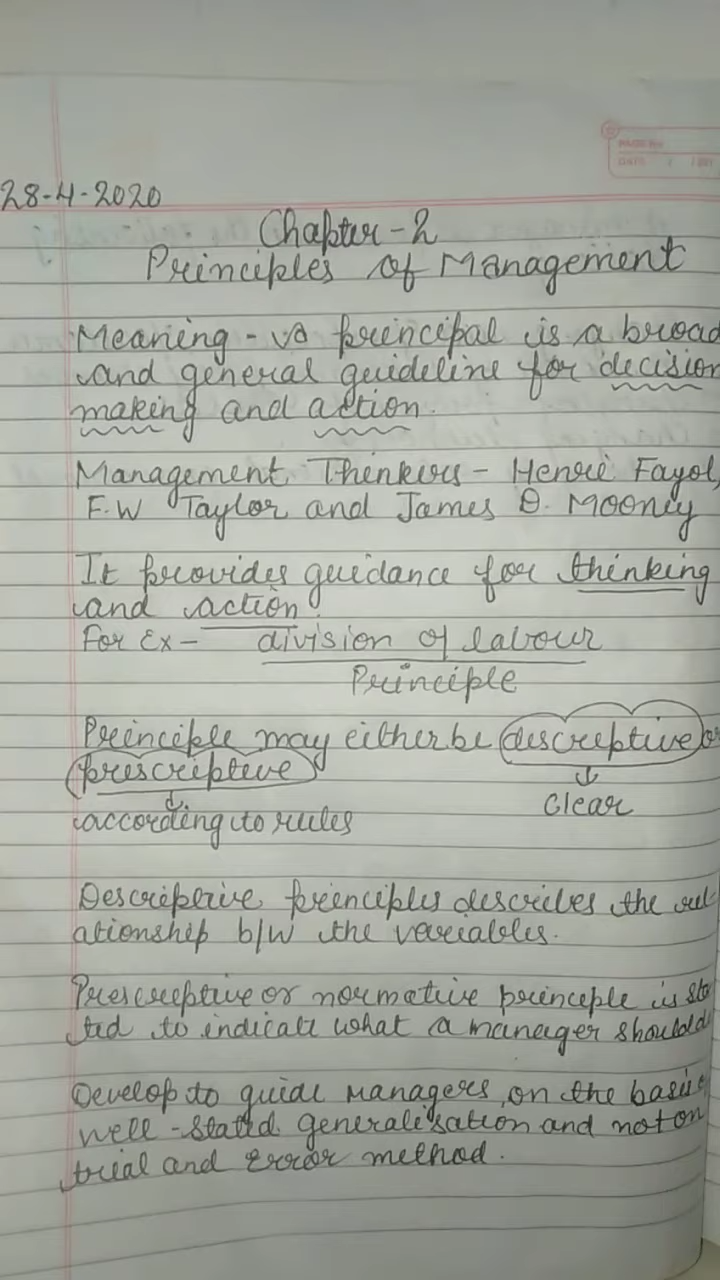 PAGE No.
DATE / /201
28-4-2020
Chapter-2
Principles of Management
Meaning - a principal is a broad
and general guideline for decision
making and action.
Management Thinkers - Henri Fayol,
F.W Taylor and James D. Mooney
It provides guidance for thinking
and action.
For Ex - division of labour
Principle
Principle may either be descriptive or
prescriptive
clear
according to rules
Descriptive principles describes the rel
ationship b/w the variables.
Prescriptive or normative principle is sta
ted to indicate what a manager should d
Develop to guide managers on the basis
well-stated generalisation and not on
trial and Error method.